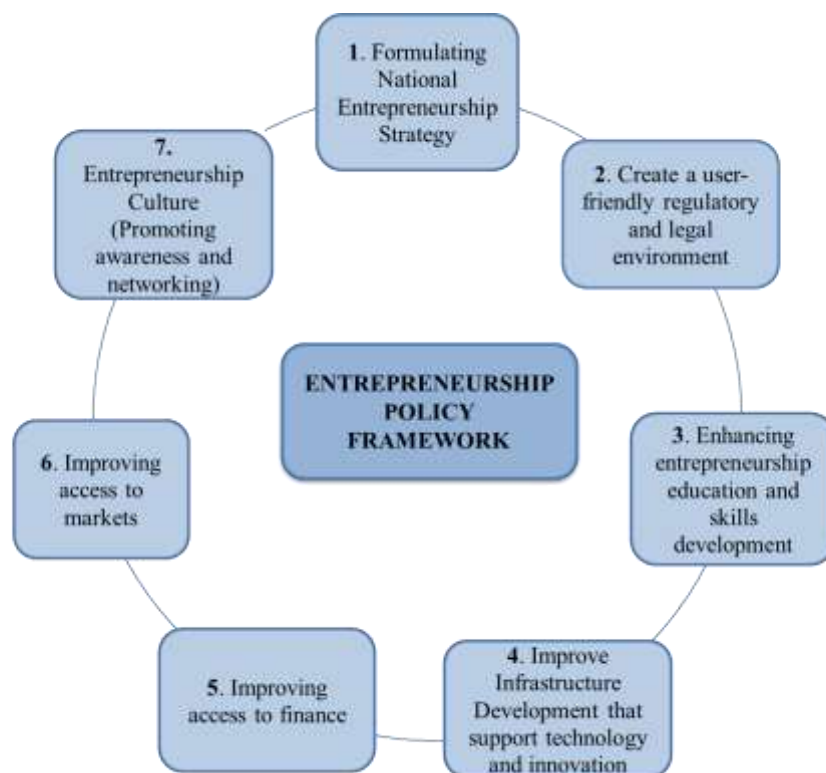 1. Formulating
National
Entrepreneurship
Strategy
2. Create a user-
friendly regulatory
and legal
environment
3. Enhancing
entrepreneurship
education and
skills
development
4. Improve
Infrastructure
Development that
support technology
and innovation
5. Improving
access to finance
6. Improving
access to
markets
7.
Entrepreneurship
Culture
(Promoting
awareness and
networking)
ENTREPRENEURSHIP
POLICY
FRAMEWORK